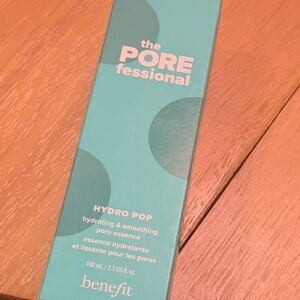 the
PORE
fessional
HYDRO POP
hydrating & smoothing
pore essence
essence hydratante
et lissante pour les pores
100 mL / 3.3 US fl. oz.
benefit